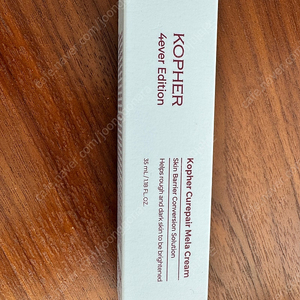 KOPHER
4ever Edition
Kopher Curepair Mela Cream
Skin Barrier Conversion Solution
Helps rough and dark skin to be brightened
35 mL / 1.18 FL. OZ.